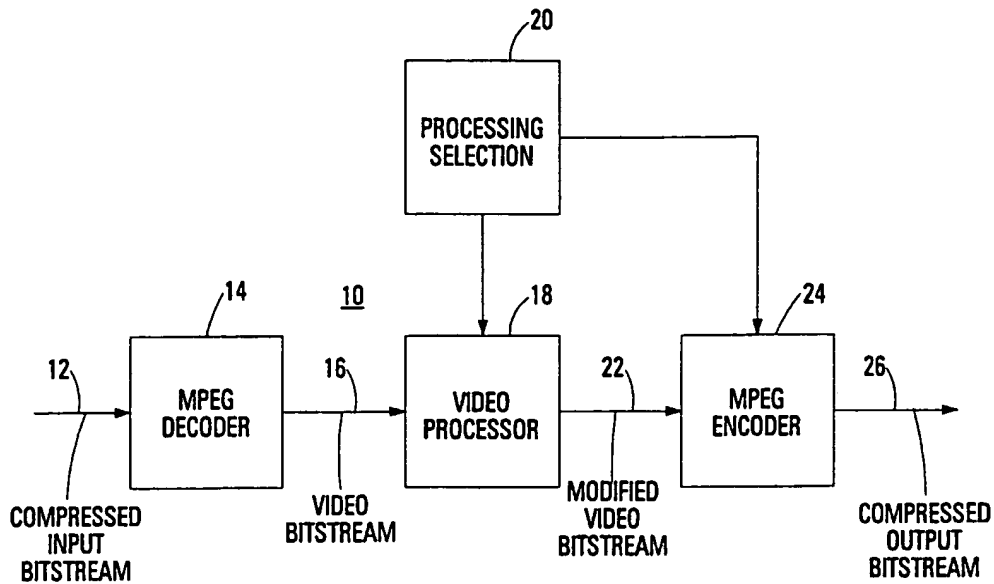 20
PROCESSING
SELECTION
10
14
18
24
12
MPEG
DECODER
16
VIDEO
PROCESSOR
22
MPEG
ENCODER
26
COMPRESSED
INPUT
BITSTREAM
VIDEO
BITSTREAM
MODIFIED
VIDEO
BITSTREAM
COMPRESSED
OUTPUT
BITSTREAM